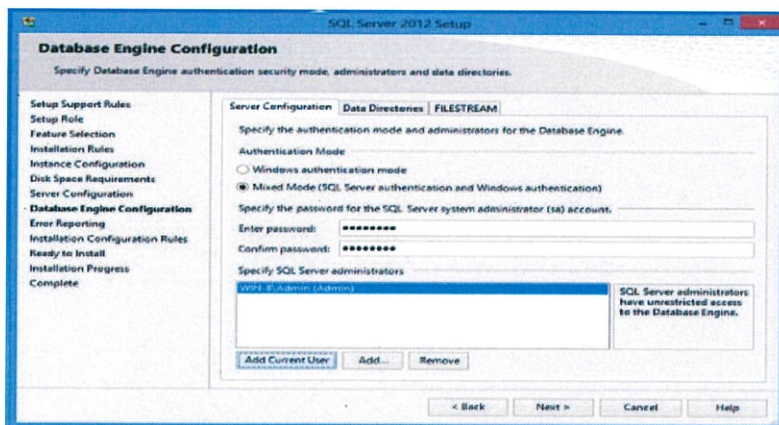 SQL Server 2012 Setup
Database Engine Configuration
Specify Database Engine authentication security mode, administrators and data directories.
Setup Support Rules
Setup Role
Feature Selection
Installation Rules
Instance Configuration
Disk Space Requirements
Server Configuration
Database Engine Configuration
Error Reporting
Installation Configuration Rules
Ready to Install
Installation Progress
Complete
Server Configuration Data Directories FILESTREAM
Specify the authentication mode and administrators for the Database Engine.
Authentication Mode
Windows authentication mode
Mixed Mode (SQL Server authentication and Windows authentication)
Specify the password for the SQL Server system administrator (sa) account.
Enter password: ••••••••
Confirm password: ••••••••
Specify SQL Server administrators
WIN-8\Admin (Admin)
SQL Server administrators
have unrestricted access
to the Database Engine.
Add Current User Add... Remove
< Back Next > Cancel Help